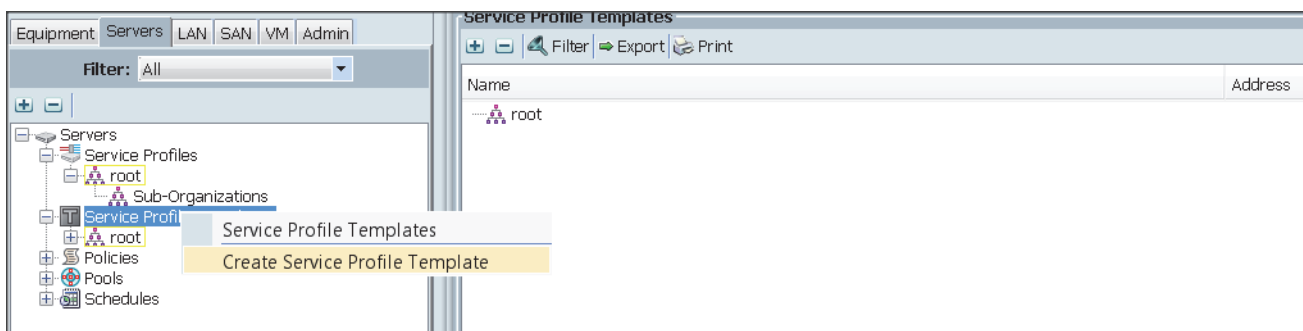 Equipment Servers LAN SAN VM Admin
Filter: All
Servers
Service Profiles
root
Sub-Organizations
Service Profi
root
Policies
Pools
Schedules
Service Profile Templates
Create Service Profile Template
Service Profile Templates
Filter Export Print
Name Address
root